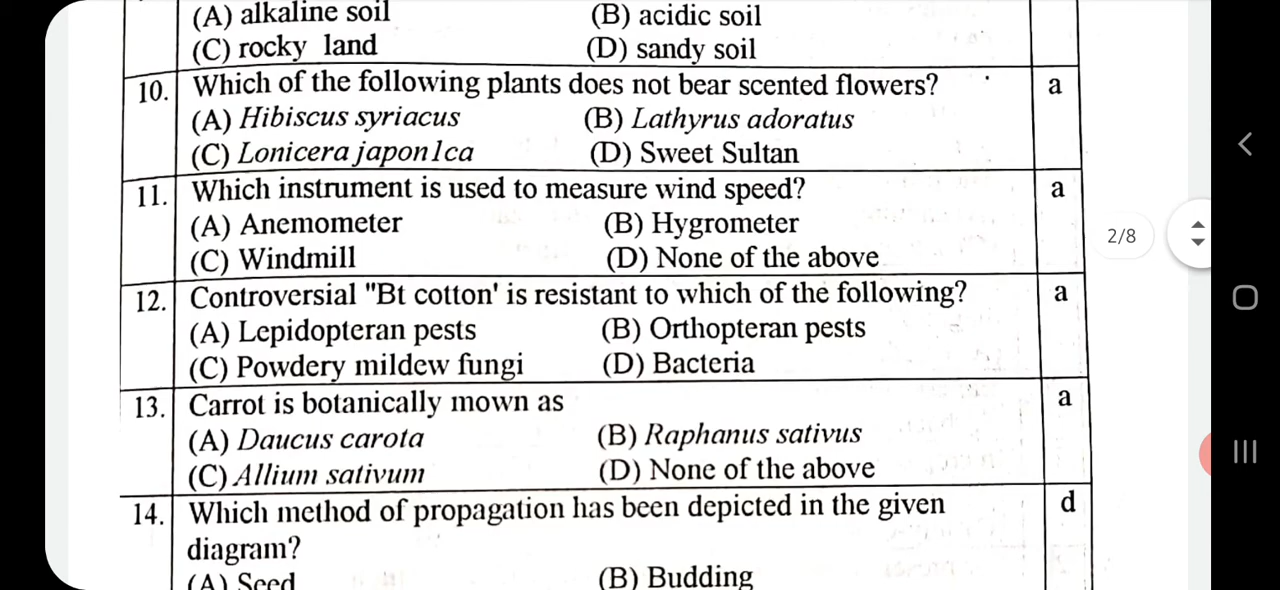 (A) alkaline soil (B) acidic soil
(C) rocky land (D) sandy soil
10. Which of the following plants does not bear scented flowers? a
(A) Hibiscus syriacus (B) Lathyrus adoratus
(C) Lonicera japon1ca (D) Sweet Sultan
11. Which instrument is used to measure wind speed? a
(A) Anemometer (B) Hygrometer
(C) Windmill (D) None of the above
2/8
12. Controversial "Bt cotton' is resistant to which of the following? a
(A) Lepidopteran pests (B) Orthopteran pests
(C) Powdery mildew fungi (D) Bacteria
13. Carrot is botanically mown as a
(A) Daucus carota (B) Raphanus sativus
(C) Allium sativum (D) None of the above
14. Which method of propagation has been depicted in the given d
diagram?
(A) Seed (B) Budding